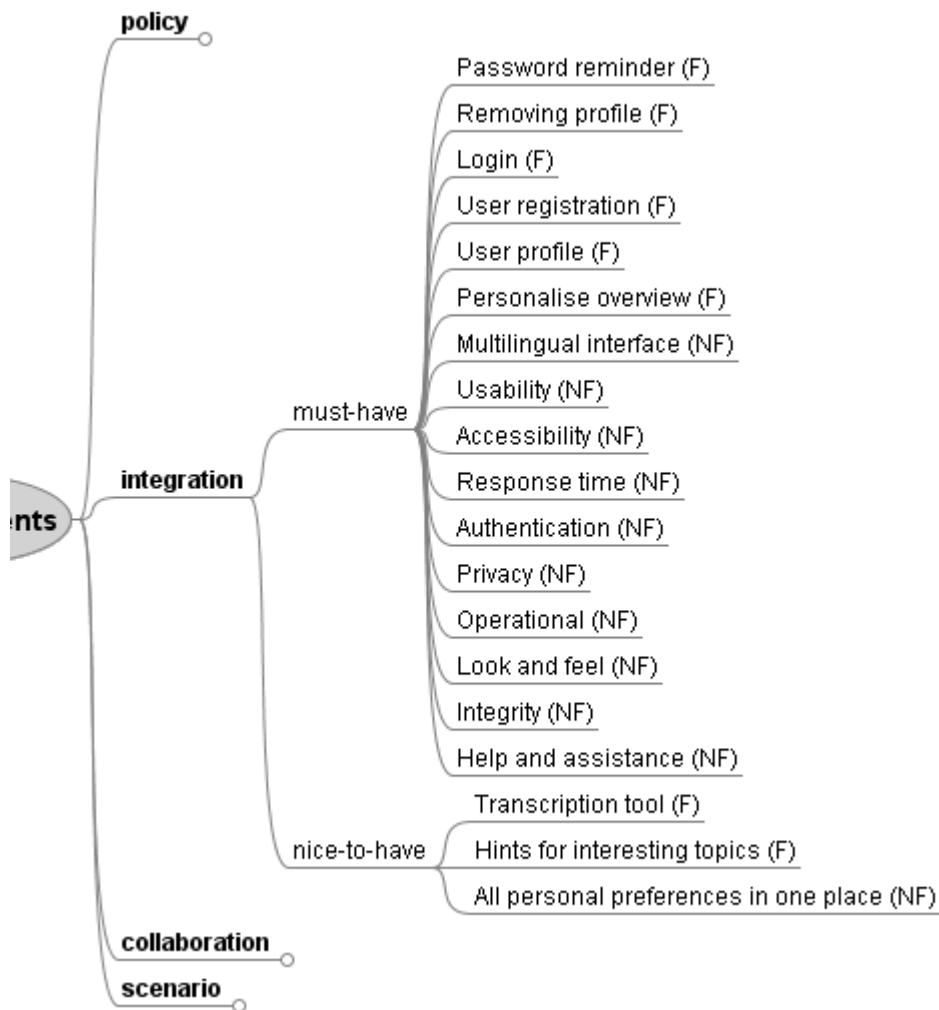 policy
Password reminder (F)
Removing profile (F)
Login (F)
User registration (F)
User profile (F)
Personalise overview (F)
Multilingual interface (NF)
Usability (NF)
must-have
Accessibility (NF)
integration
Response time (NF)
ents
Authentication (NF)
Privacy (NF)
Operational (NF)
Look and feel (NF)
Integrity (NF)
Help and assistance (NF)
Transcription tool (F)
nice-to-have
Hints for interesting topics (F)
All personal preferences in one place (NF)
collaboration
scenario